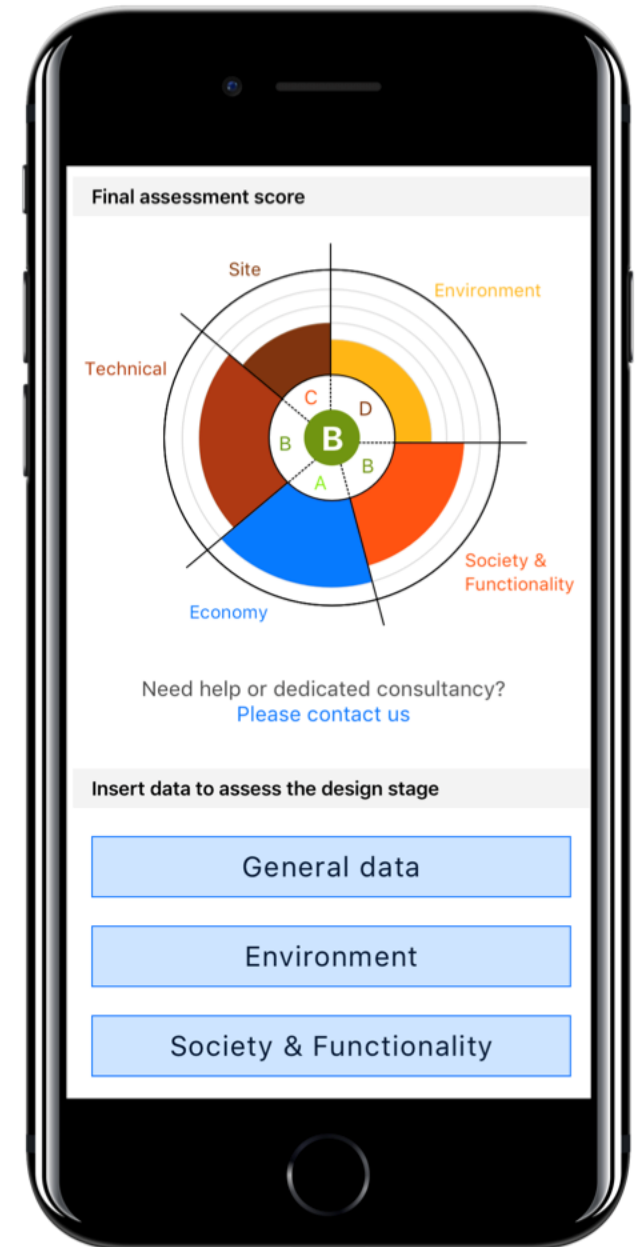 Final assessment score
Site
Environment
Technical
C
D
B
B
B
A
Society &
Functionality
Economy
Need help or dedicated consultancy?
Please contact us
Insert data to assess the design stage
General data
Environment
Society & Functionality